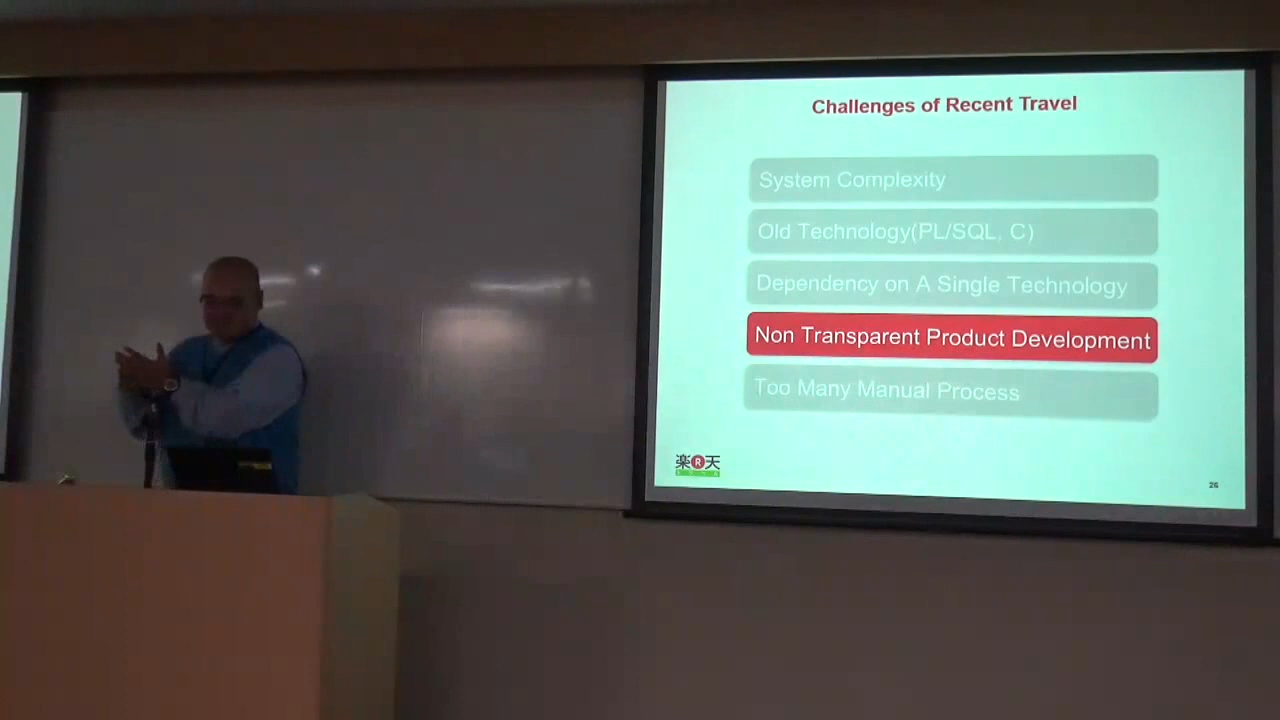 Challenges of Recent Travel
System Complexity
Old Technology(PL/SQL, C)
Dependency on A Single Technology
Non Transparent Product Development
Too Many Manual Process
楽R天
26